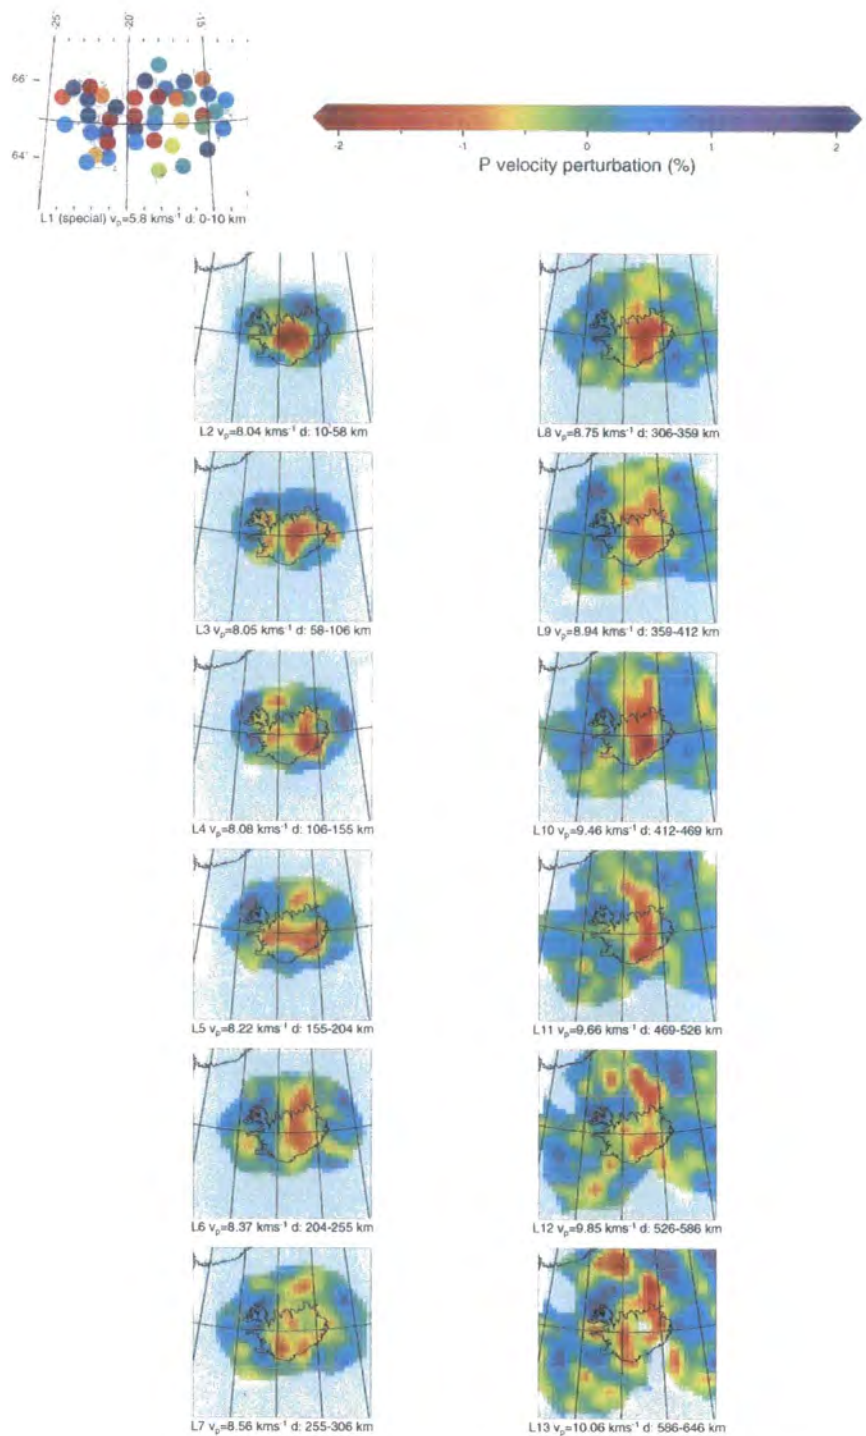 -25˚ -20˚ -15˚
66˚
64˚
L1 (special) vp=5.8 kms⁻¹ d: 0-10 km
-2 -1 0 1 2
P velocity perturbation (%)
L2 vp=8.04 kms⁻¹ d: 10-58 km
L8 vp=8.75 kms⁻¹ d: 306-359 km
L3 vp=8.05 kms⁻¹ d: 58-106 km
L9 vp=8.94 kms⁻¹ d: 359-412 km
L4 vp=8.08 kms⁻¹ d: 106-155 km
L10 vp=9.46 kms⁻¹ d: 412-469 km
L5 vp=8.22 kms⁻¹ d: 155-204 km
L11 vp=9.66 kms⁻¹ d: 469-526 km
L6 vp=8.37 kms⁻¹ d: 204-255 km
L12 vp=9.85 kms⁻¹ d: 526-586 km
L7 vp=8.56 kms⁻¹ d: 255-306 km
L13 vp=10.06 kms⁻¹ d: 586-646 km